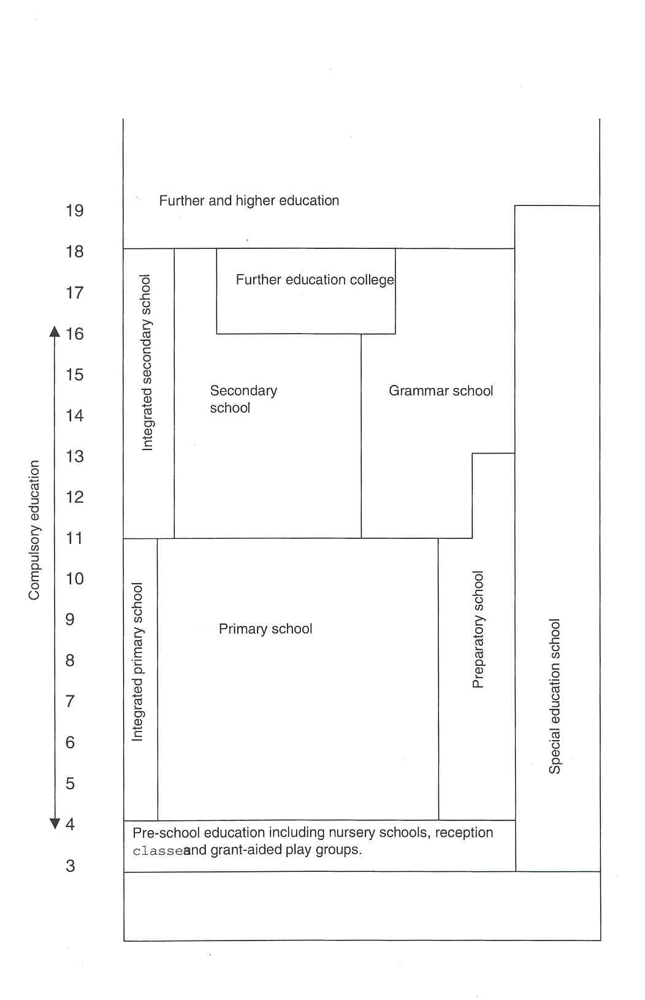 Further and higher education
19
18
Further education college
17
Integrated secondary school
16
15
Secondary
school
Grammar school
14
13
Compulsory education
12
11
10
Integrated primary school
Preparatory school
9
Primary school
Special education school
8
7
6
5
4
Pre-school education including nursery schools, reception
classeand grant-aided play groups.
3